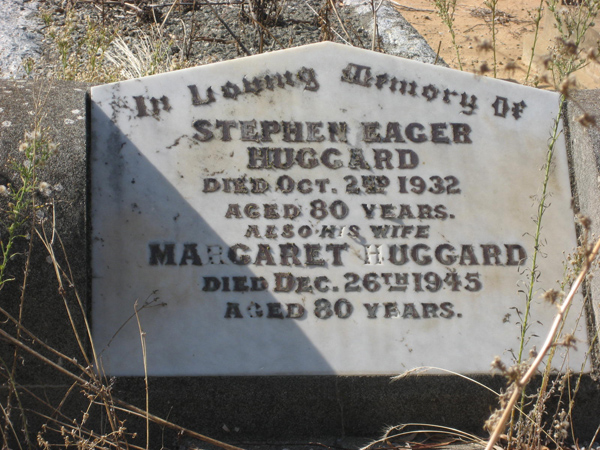 In Loving Memory Of
STEPHEN EAGER
HUGGARD
DIED OCT. 2ND 1932
AGED 80 YEARS.
ALSO HIS WIFE
MARGARET HUGGARD
DIED DEC. 26TH 1945
AGED 80 YEARS.